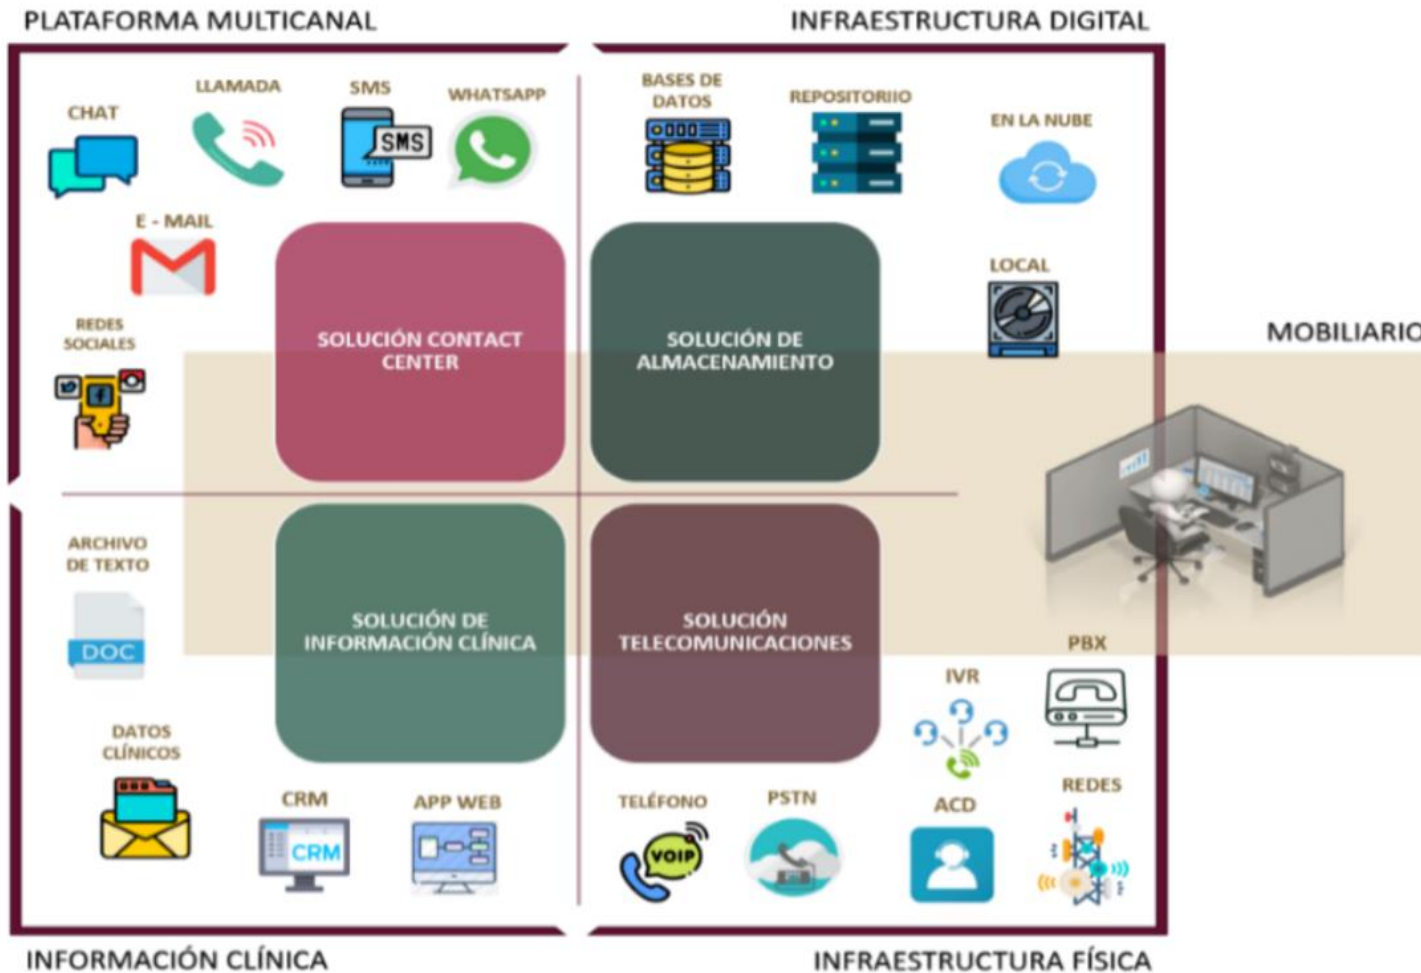 PLATAFORMA MULTICANAL
INFRAESTRUCTURA DIGITAL
CHAT
LLAMADA
SMS
SMS
WHATSAPP
E - MAIL
REDES
SOCIALES
SOLUCIÓN CONTACT
CENTER
BASES DE
DATOS
REPOSITORIIO
EN LA NUBE
LOCAL
SOLUCIÓN DE
ALMACENAMIENTO
MOBILIARIO
ARCHIVO
DE TEXTO
DOC
DATOS
CLÍNICOS
CRM
CRM
APP WEB
SOLUCIÓN DE
INFORMACIÓN CLÍNICA
SOLUCIÓN
TELECOMUNICACIONES
PBX
IVR
TELÉFONO
VOIP
PSTN
ACD
REDES
INFORMACIÓN CLÍNICA
INFRAESTRUCTURA FÍSICA